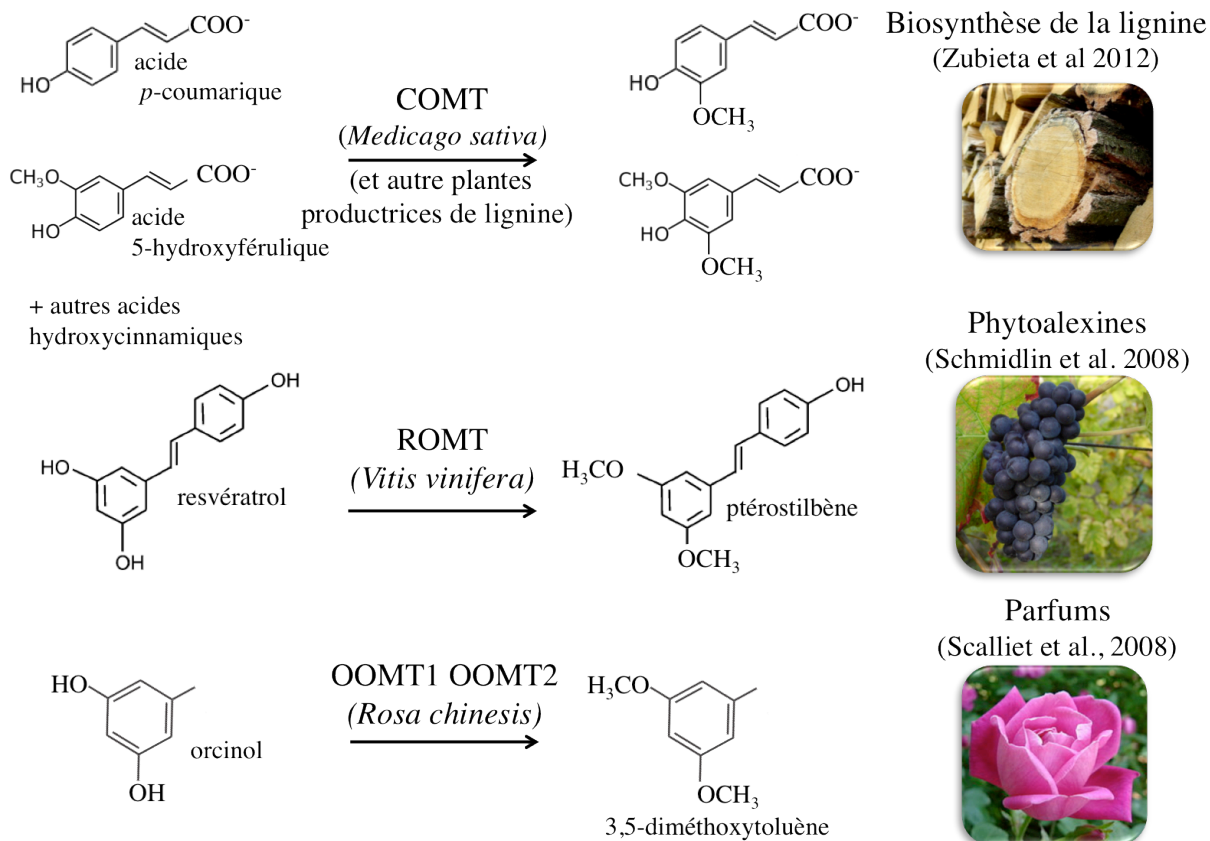 COO-
HO
acide
p-coumarique
COMT
(Medicago sativa)
(et autre plantes
productrices de lignine)
HO
OCH3
COO-
Biosynthèse de la lignine
(Zubieta et al 2012)
CH3O
HO
COO-
acide
5-hydroxyférulique
CH3O
HO
OCH3
COO-
+ autres acides
hydroxycinnamiques
Phytoalexines
(Schmidlin et al. 2008)
OH
HO
OH
resvératrol
ROMT
(Vitis vinifera)
OH
H3CO
OCH3
ptérostilbène
Parfums
(Scalliet et al., 2008)
HO
OH
orcinol
OOMT1 OOMT2
(Rosa chinesis)
H3CO
OCH3
3,5-diméthoxytoluène